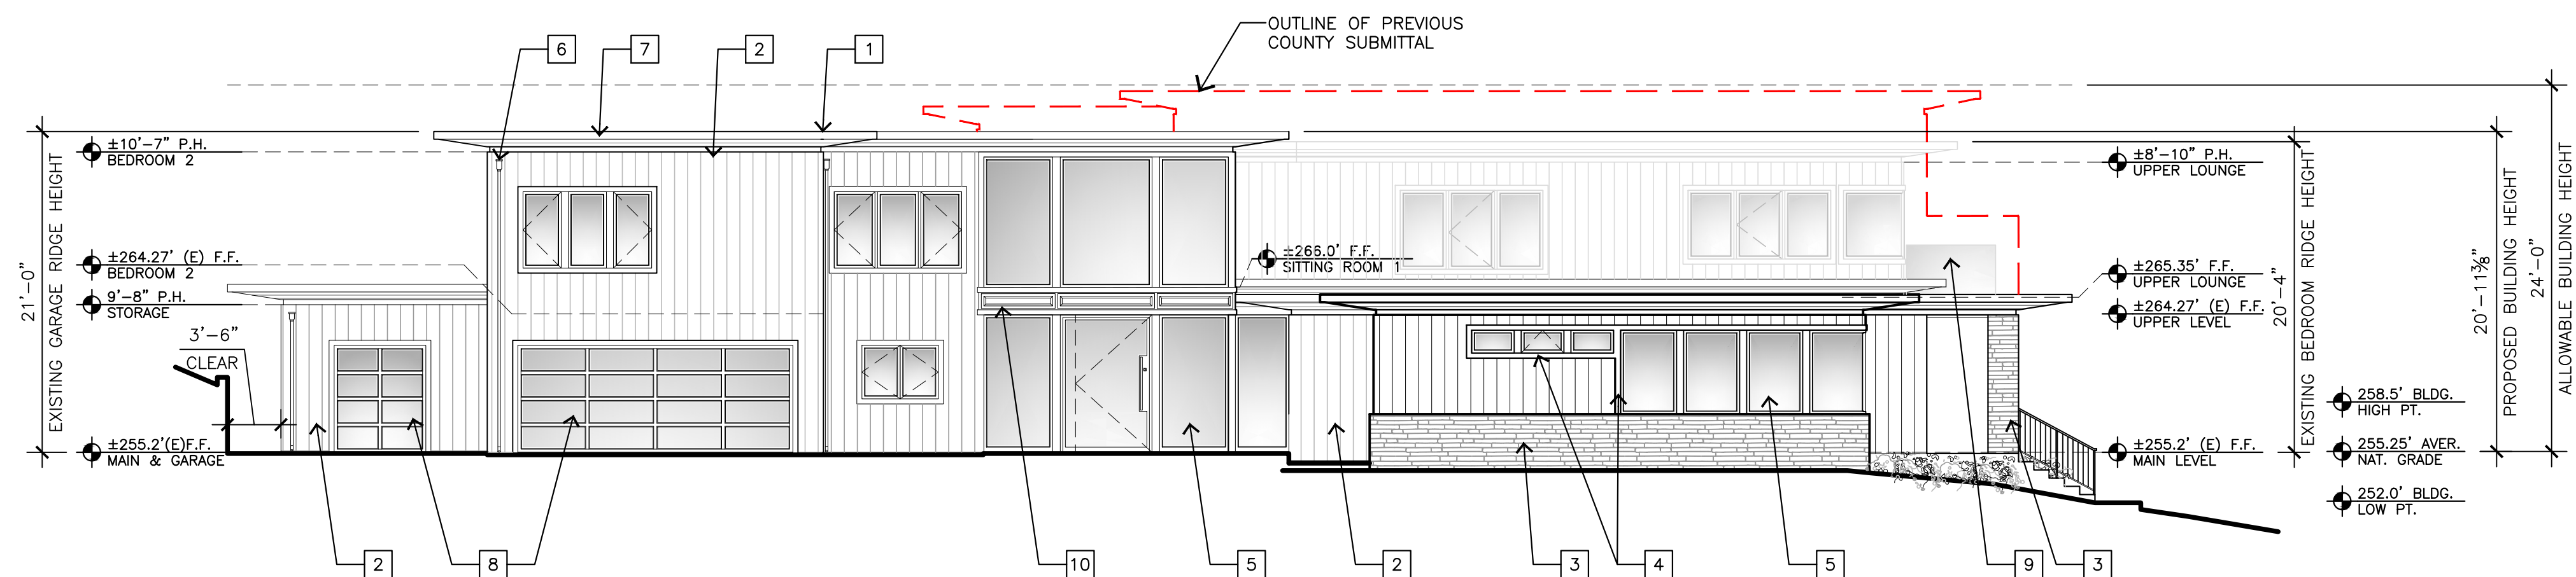 OUTLINE OF PREVIOUS
COUNTY SUBMITTAL
6
7
2
1
±10'-7" P.H.
BEDROOM 2
±264.27' (E) F.F.
BEDROOM 2
9'-8" P.H.
STORAGE
3'-6"
CLEAR
±255.2'(E)F.F.
MAIN & GARAGE
21'-0"
EXISTING GARAGE RIDGE HEIGHT
±266.0' F.F.
SITTING ROOM 1
±8'-10" P.H.
UPPER LOUNGE
±265.35' F.F.
UPPER LOUNGE
±264.27' (E) F.F.
UPPER LEVEL
±255.2' (E) F.F.
MAIN LEVEL
20'-4"
EXISTING BEDROOM RIDGE HEIGHT
258.5' BLDG.
HIGH PT.
255.25' AVER.
NAT. GRADE
252.0' BLDG.
LOW PT.
20'-11⅜"
PROPOSED BUILDING HEIGHT
24'-0"
ALLOWABLE BUILDING HEIGHT
2
8
10
5
2
3
4
5
9
3